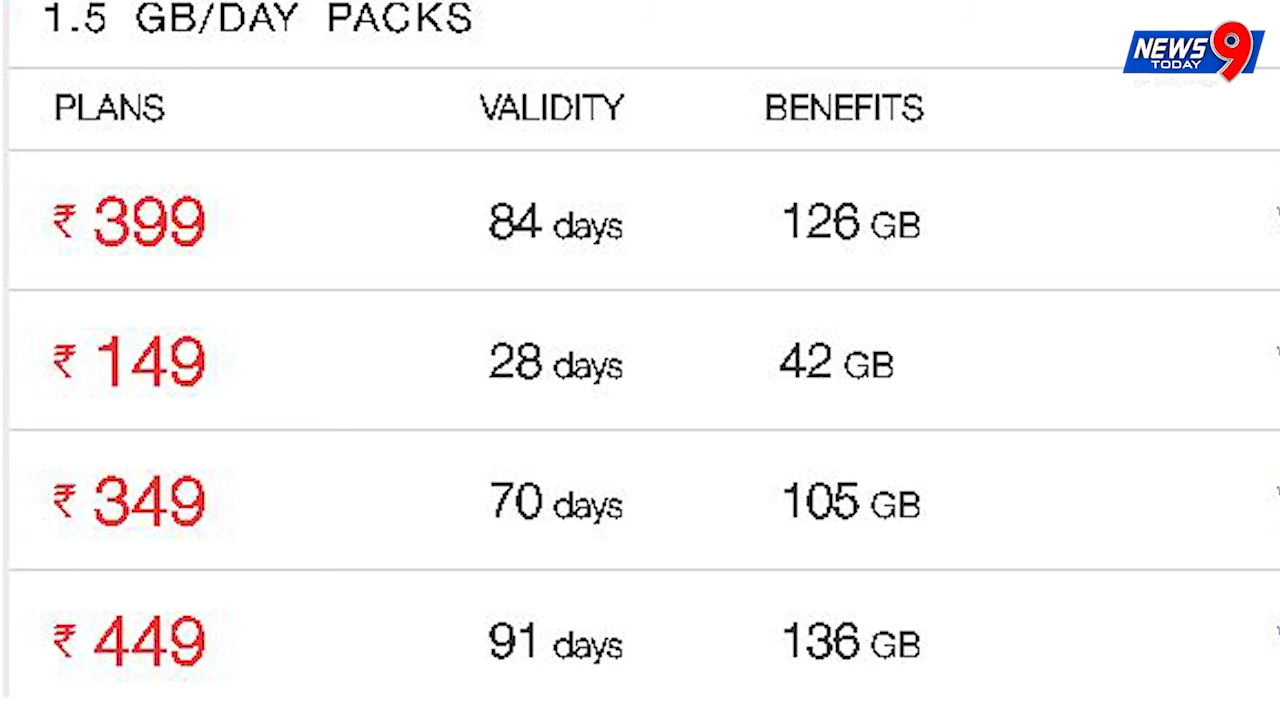 1.5 GB/DAY PACKS
NEWS 9
TODAY
PLANS VALIDITY BENEFITS
₹ 399 84 days 126 GB
₹ 149 28 days 42 GB
₹ 349 70 days 105 GB
₹ 449 91 days 136 GB